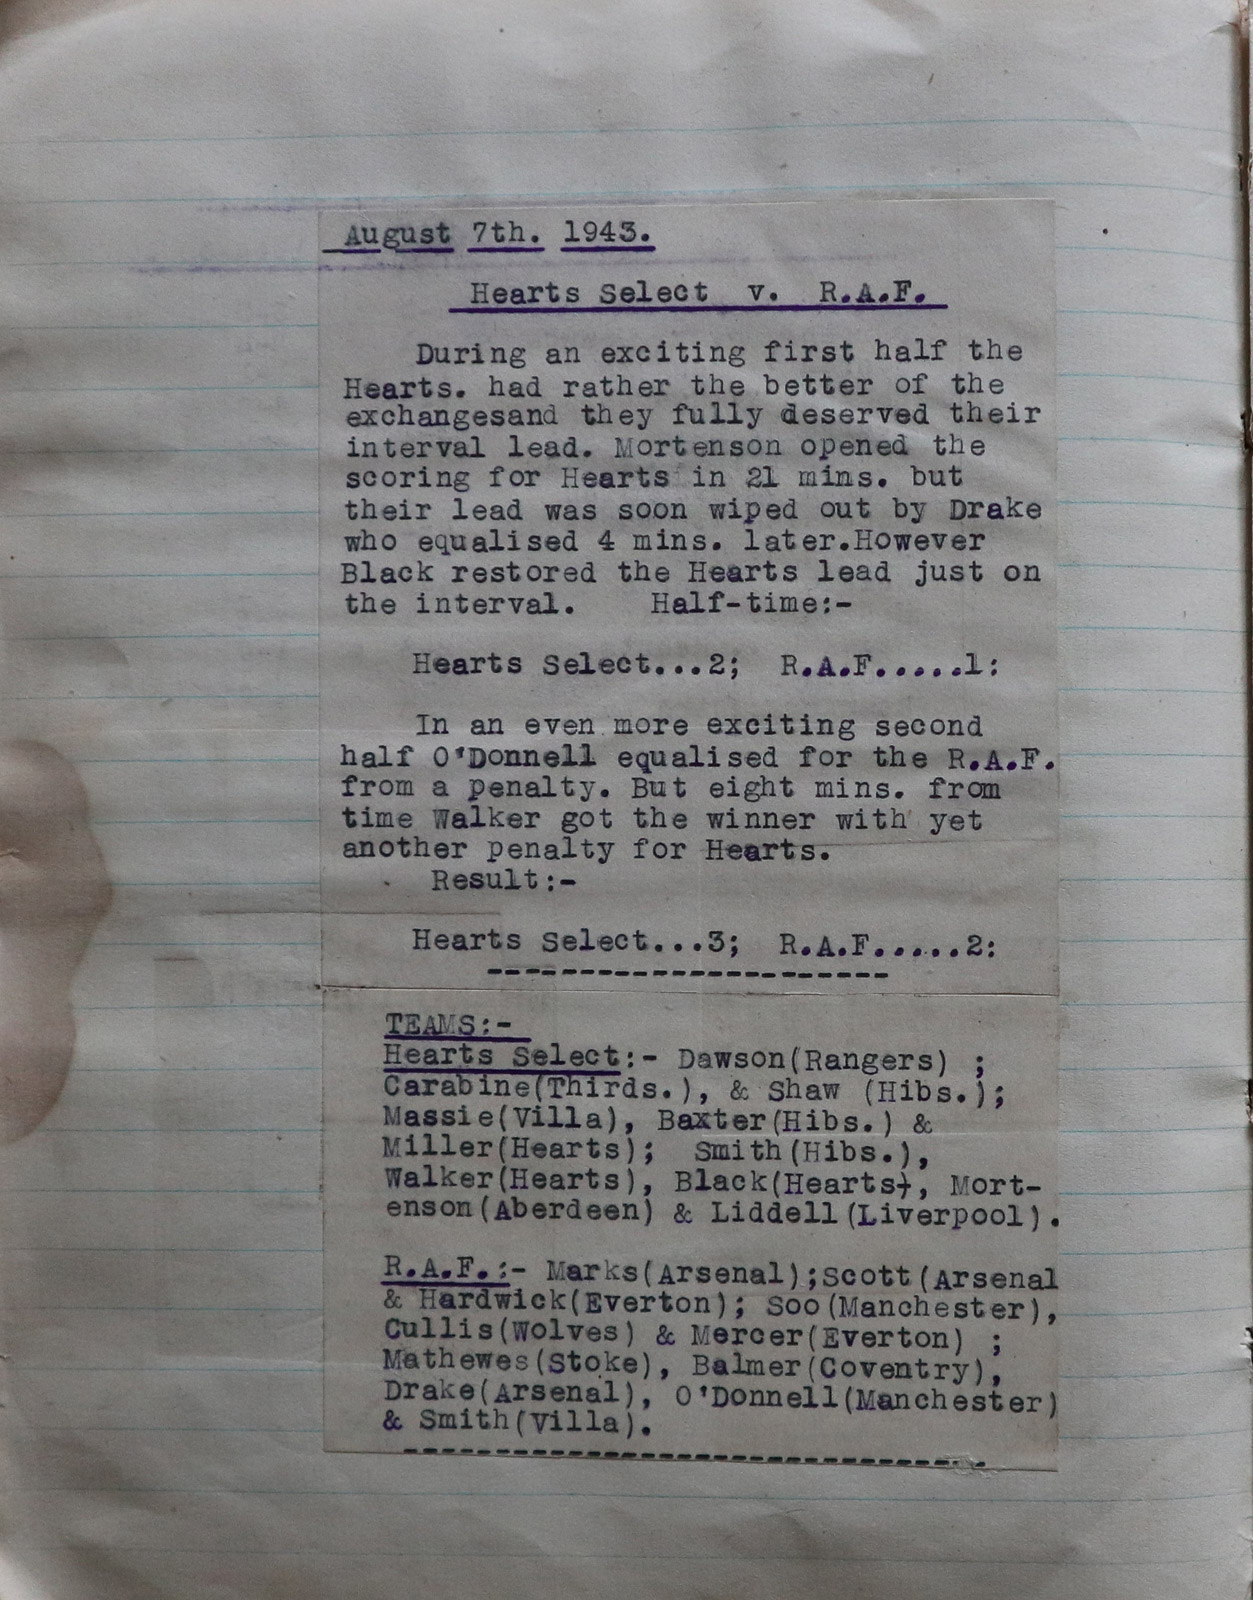 August 7th. 1943.
Hearts Select v. R.A.F.
During an exciting first half the
Hearts. had rather the better of the
exchangesand they fully deserved their
interval lead. Mortenson opened the
scoring for Hearts in 21 mins. but
their lead was soon wiped out by Drake
who equalised 4 mins. later.However
Black restored the Hearts lead just on
the interval. Half-time:-
Hearts Select...2; R.A.F.....1:
In an even more exciting second
half O'Donnell equalised for the R.A.F.
from a penalty. But eight mins. from
time Walker got the winner with yet
another penalty for Hearts.
Result:-
Hearts Select...3; R.A.F.....2:
----------------------
TEAMS:-
Hearts Select:- Dawson(Rangers) ;
Carabine(Thirds.), & Shaw (Hibs.);
Massie(Villa), Baxter(Hibs.) &
Miller(Hearts); Smith(Hibs.),
Walker(Hearts), Black(Hearts), Mort-
enson(Aberdeen) & Liddell(Liverpool).
R.A.F.:- Marks(Arsenal);Scott(Arsenal
& Hardwick(Everton); Soo(Manchester),
Cullis(Wolves) & Mercer(Everton) ;
Mathewes(Stoke), Balmer(Coventry),
Drake(Arsenal), O'Donnell(Manchester)
& Smith(Villa).
--------------------------------